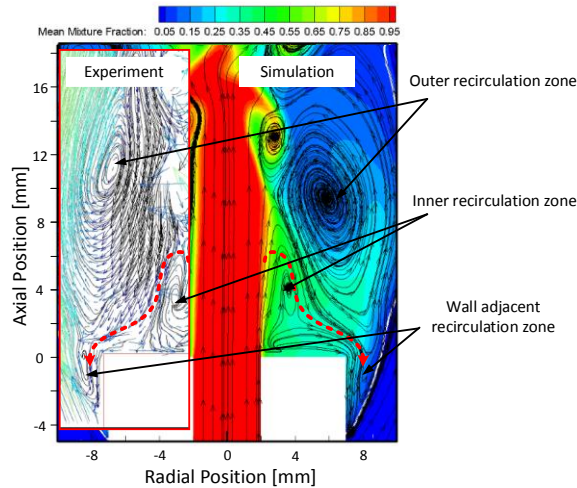 Mean Mixture Fraction: 0.05 0.15 0.25 0.35 0.45 0.55 0.65 0.75 0.85 0.95
Experiment
Simulation
Outer recirculation zone
Inner recirculation zone
Wall adjacent
recirculation zone
Axial Position [mm]
16
12
8
4
0
-4
-8 -4 0 4 8
Radial Position [mm]